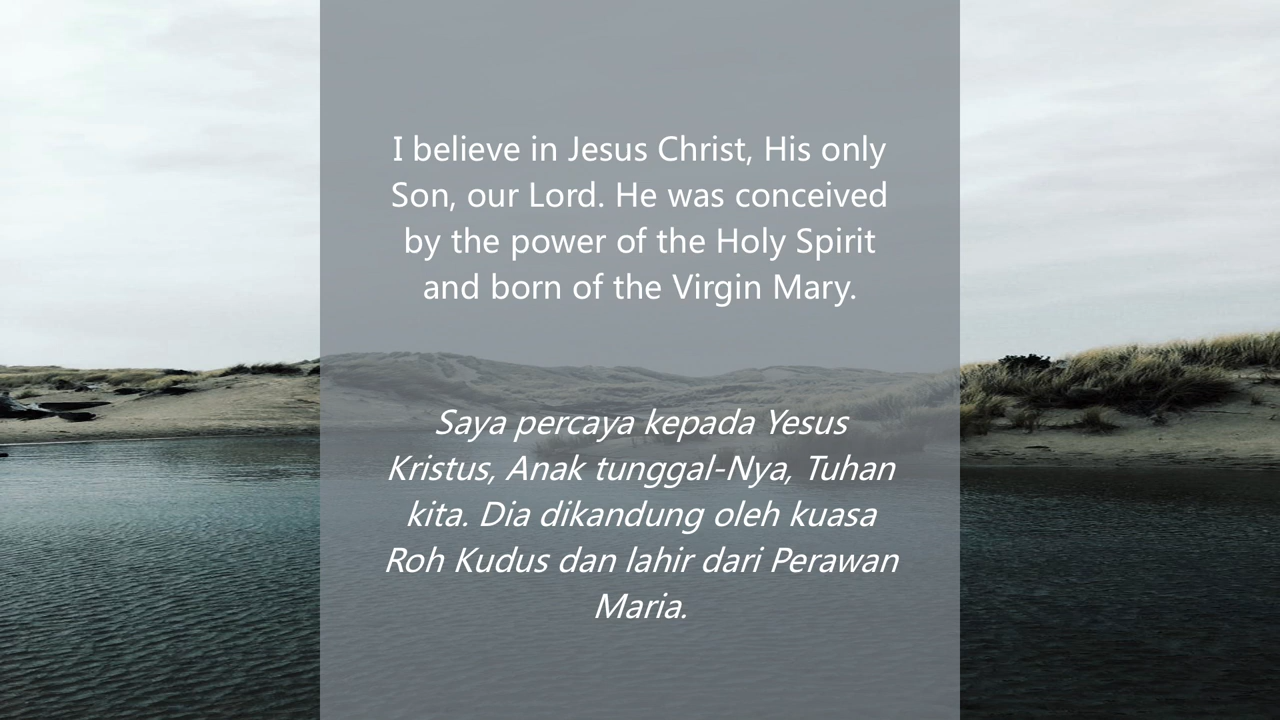 I believe in Jesus Christ, His only
Son, our Lord. He was conceived
by the power of the Holy Spirit
and born of the Virgin Mary.
Saya percaya kepada Yesus
Kristus, Anak tunggal-Nya, Tuhan
kita. Dia dikandung oleh kuasa
Roh Kudus dan lahir dari Perawan
Maria.